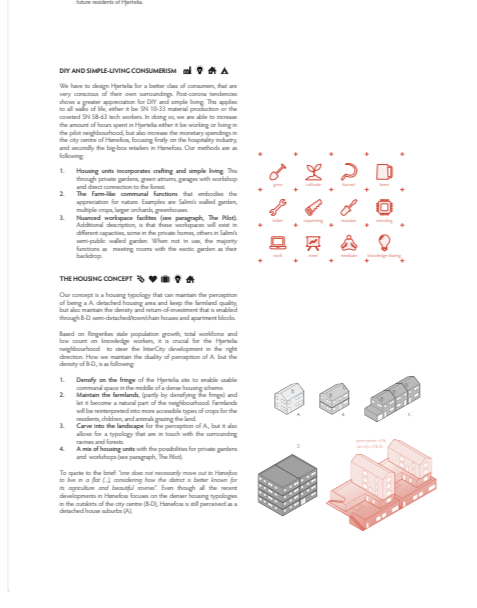 future residents of Hjertelia.
DIY AND SIMPLE-LIVING CONSUMERISM
We have to design Hjertelia for a better class of consumers, that are
very conscious of their own surroundings. Post-corona tendencies
shows a greater appreciation for DIY and simple living. This applies
to all walks of life, either it be SN 10-33 material production or the
coveted SN 58-63 tech workers. In doing so, we are able to increase
the amount of hours spent in Hjertelia either it be working or living in
the pilot neighbourhood, but also increase the monetary spendings in
the city centre of Hønefoss, focusing firstly on the hospitality industry,
and secondly the big-box retailers in Hønefoss. Our methods are as
following:
1. Housing units incorporates crafting and simple living. This
through private gardens, green atriums, garages with workshop
and direct connection to the forest.
2. The Farm-like communal functions that embodies the
appreciation for nature. Examples are Salim's walled garden,
multiple crops, larger orchards, greenhouses.
3. Nuanced workspace facilites (see paragraph, The Pilot).
Additional description, is that these workspaces will exist in
different capacities, some in the private homes, others in Salim's
semi-public walled garden. When not in use, the majority
functions as meeting rooms with the exotic garden as their
backdrop.
grow cultivate harvest brew
tinker carpentry maintain
work meet meditate knowledge-sharing
THE HOUSING CONCEPT
Our concept is a housing typology that can maintain the perception
of being a A. detached housing area and keep the farmland quality,
but also maintain the density and return-of-investment that is enabled
through B-D. semi-detached/town/chain houses and apartment blocks.
Based on Ringerikes stale population growth, total workforce and
low count on knowledge workers, it is crucial for the Hjertelia
neighbourhood to steer the InterCity development in the right
direction. How we maintain the duality of perception of A. but the
density of B-D., is as following:
1. Densify on the fringe of the Hjertelia site to enable usable
communal space in the middle of a dense housing scheme.
2. Maintain the farmlands, (partly by densifying the fringe) and
let it become a natural part of the neighbourhood. Farmlands
will be reinterpreted into more accessible types of crops for the
residents, children, and animals grazing the land.
3. Carve into the landscape for the perception of A., but it also
allows for a typology that are in touch with the surrounding
ravines and forests.
4. A mix of housing units with the possibilities for private gardens
and workshops (see paragraph, The Pilot).
To quote to the brief: "one does not necessarily move out to Hønefoss
to live in a flat (...), considering how the district is better known for
its agriculture and beautiful ravines". Even though all the recent
developments in Hønefoss focuses on the denser housing typologies
in the outskirts of the city centre (B-D), Hønefoss is still perceived as a
detached house suburbs (A).
A. B. C.
D.